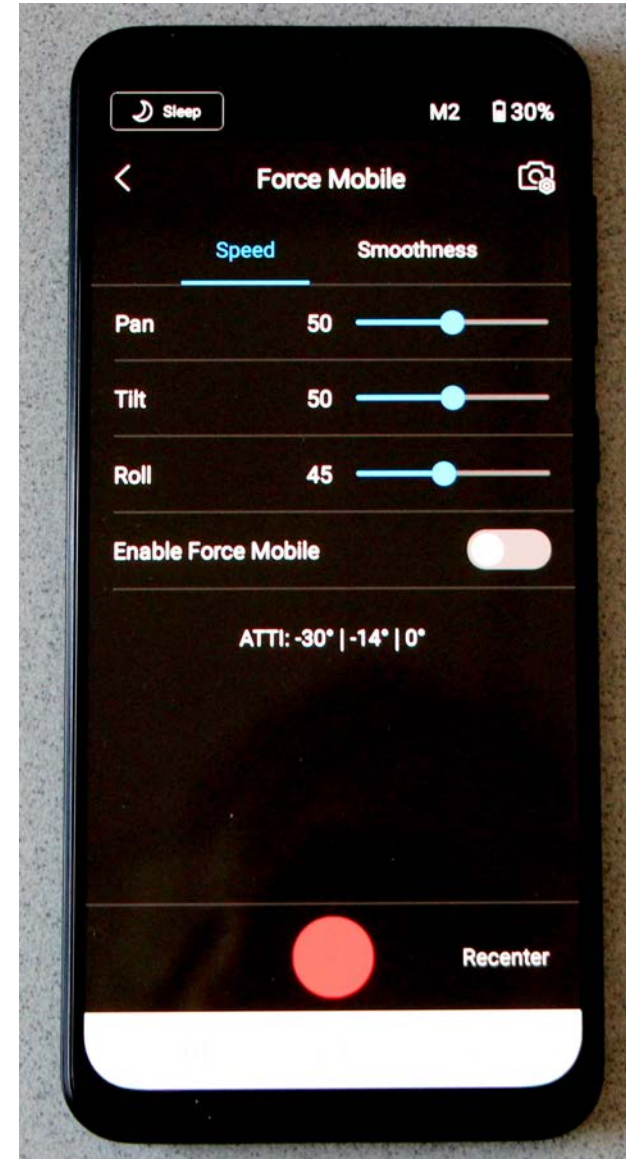 Sleep M2 30%
Force Mobile
Speed Smoothness
Pan 50
Tilt 50
Roll 45
Enable Force Mobile
ATTI: -30° | -14° | 0°
Recenter